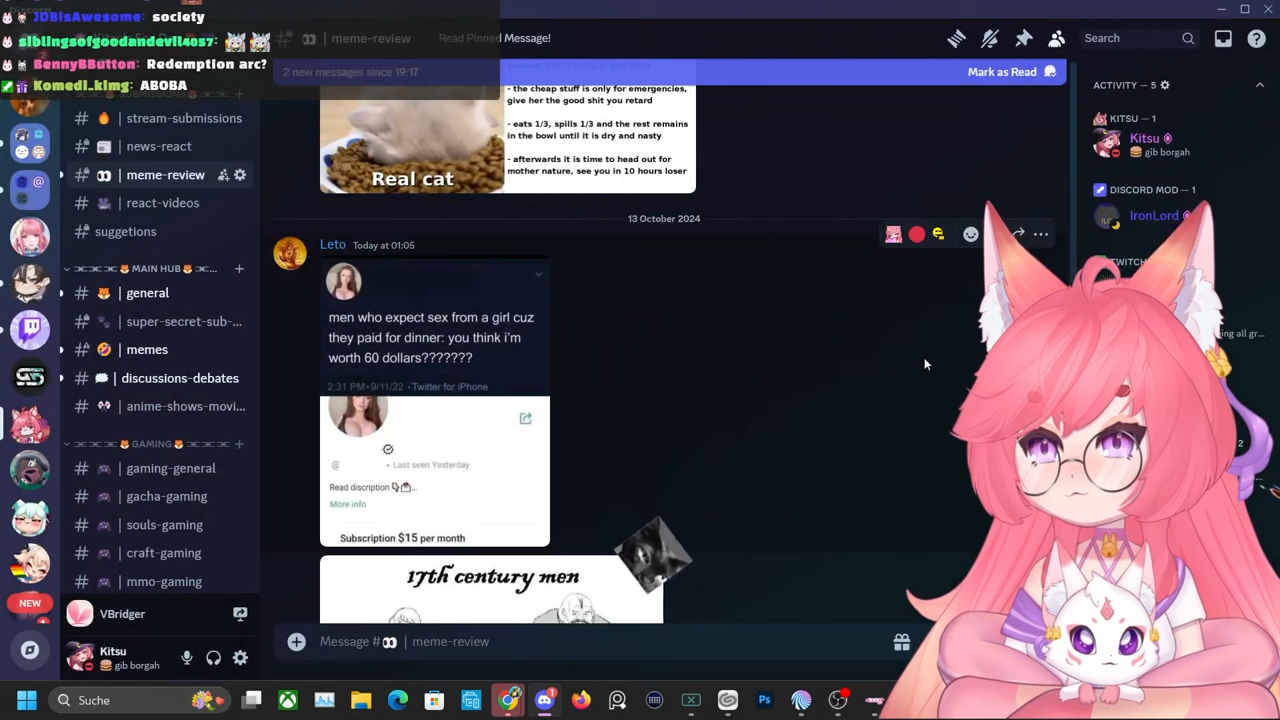 JDBisAwesome: society
siblingsofgoodandevil4057:
BennyBButton: Redemption arc?
Komedi_king: ABOBA
| meme-review
Read Pinned Message!
Search
2 new messages since 19:17
Mark as Read
| stream-submissions
| news-react
| meme-review
| react-videos
suggetions
MAIN HUB
| general
| super-secret-sub-...
| memes
| discussions-debates
| anime-shows-movi...
GAMING
| gaming-general
| gacha-gaming
| souls-gaming
| craft-gaming
| mmo-gaming
NEW
VBridger
Kitsu
gib borgah
- the cheap stuff is only for emergencies,
give her the good shit you retard
- eats 1/3, spills 1/3 and the rest remains
in the bowl until it is dry and nasty
- afterwards it is time to head out for
mother nature, see you in 10 hours loser
Real cat
13 October 2024
Leto Today at 01:05
men who expect sex from a girl cuz
they paid for dinner: you think i'm
worth 60 dollars???????
2:31 PM • 9/11/22 • Twitter for iPhone
@ • Last seen Yesterday
Read discription
More info
Subscription $15 per month
17th century men
Message # | meme-review
ACTIVITY — 5
KITSU — 1
Kitsu
gib borgah
DISCORD MOD — 1
IronLord
Suche